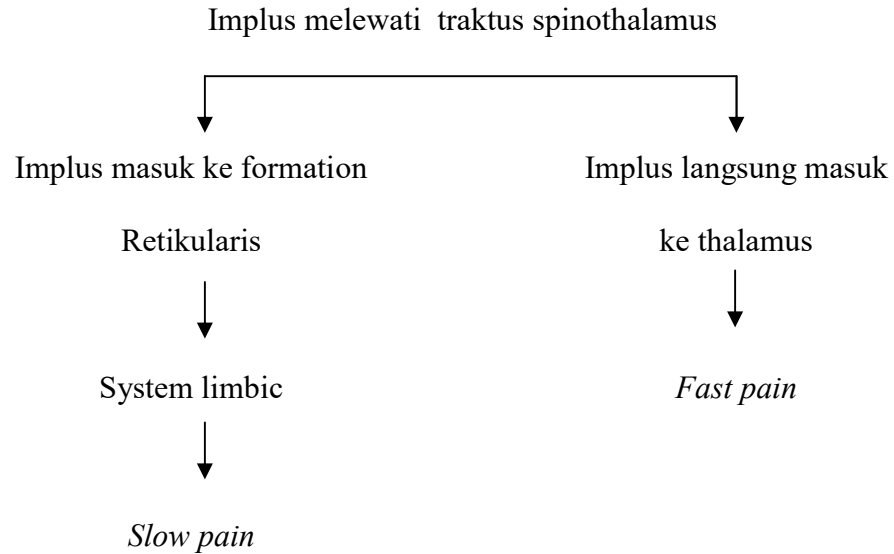 Implus melewati traktus spinothalamus
Implus masuk ke formation
Retikularis
Implus langsung masuk
ke thalamus
System limbic
Fast pain
Slow pain